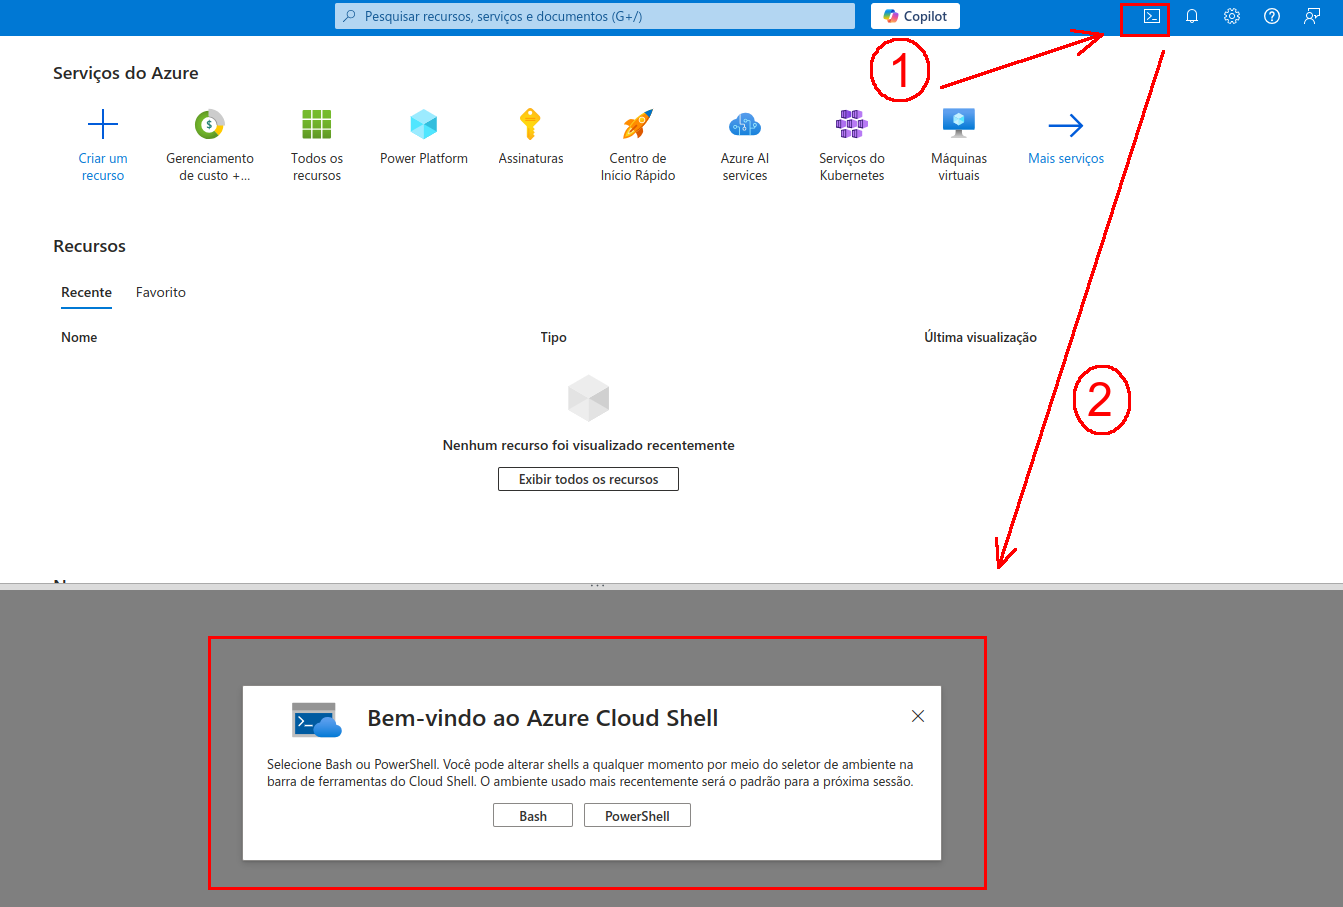 Pesquisar recursos, serviços e documentos (G+/)
Copilot
1
Serviços do Azure
Criar um
recurso
Gerenciamento
de custo +...
Todos os
recursos
Power Platform
Assinaturas
Centro de
Início Rápido
Azure AI
services
Serviços do
Kubernetes
Máquinas
virtuais
Mais serviços
Recursos
Recente
Favorito
Nome
Tipo
Última visualização
2
Nenhum recurso foi visualizado recentemente
Exibir todos os recursos
Bem-vindo ao Azure Cloud Shell
Selecione Bash ou PowerShell. Você pode alterar shells a qualquer momento por meio do seletor de ambiente na
barra de ferramentas do Cloud Shell. O ambiente usado mais recentemente será o padrão para a próxima sessão.
Bash
PowerShell